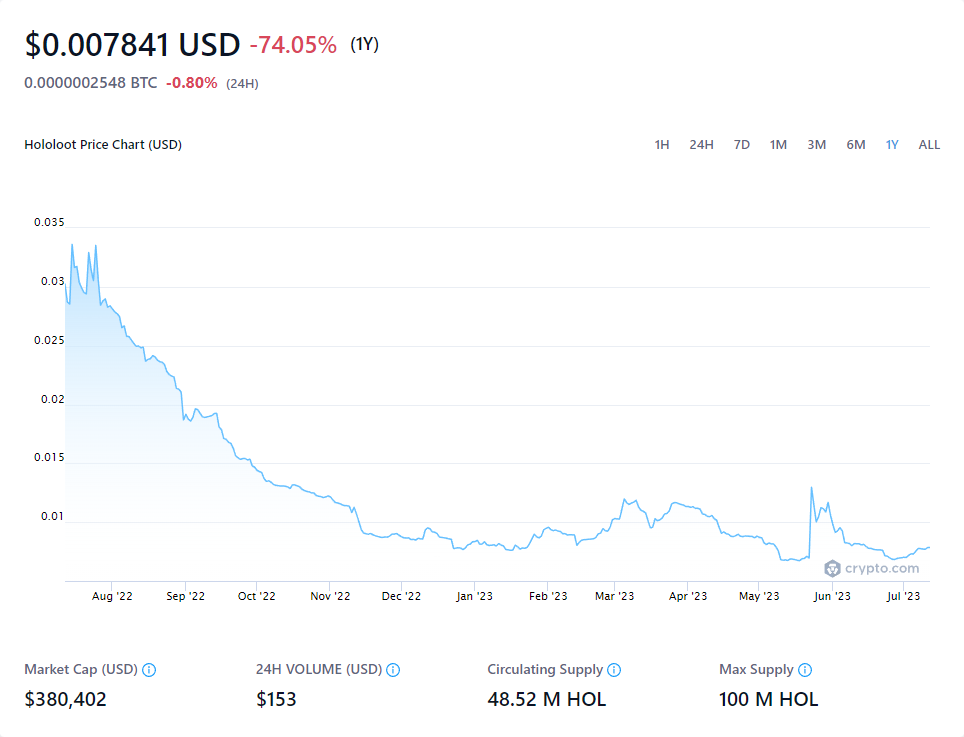 $0.007841 USD -74.05% (1Y)
0.0000002548 BTC -0.80% (24H)
Hololoot Price Chart (USD) 1H 24H 7D 1M 3M 6M 1Y ALL
0.035
0.03
0.025
0.02
0.015
0.01
crypto.com
Aug '22 Sep '22 Oct '22 Nov '22 Dec '22 Jan '23 Feb '23 Mar '23 Apr '23 May '23 Jun '23 Jul '23
Market Cap (USD) 24H VOLUME (USD) Circulating Supply Max Supply
$380,402 $153 48.52 M HOL 100 M HOL